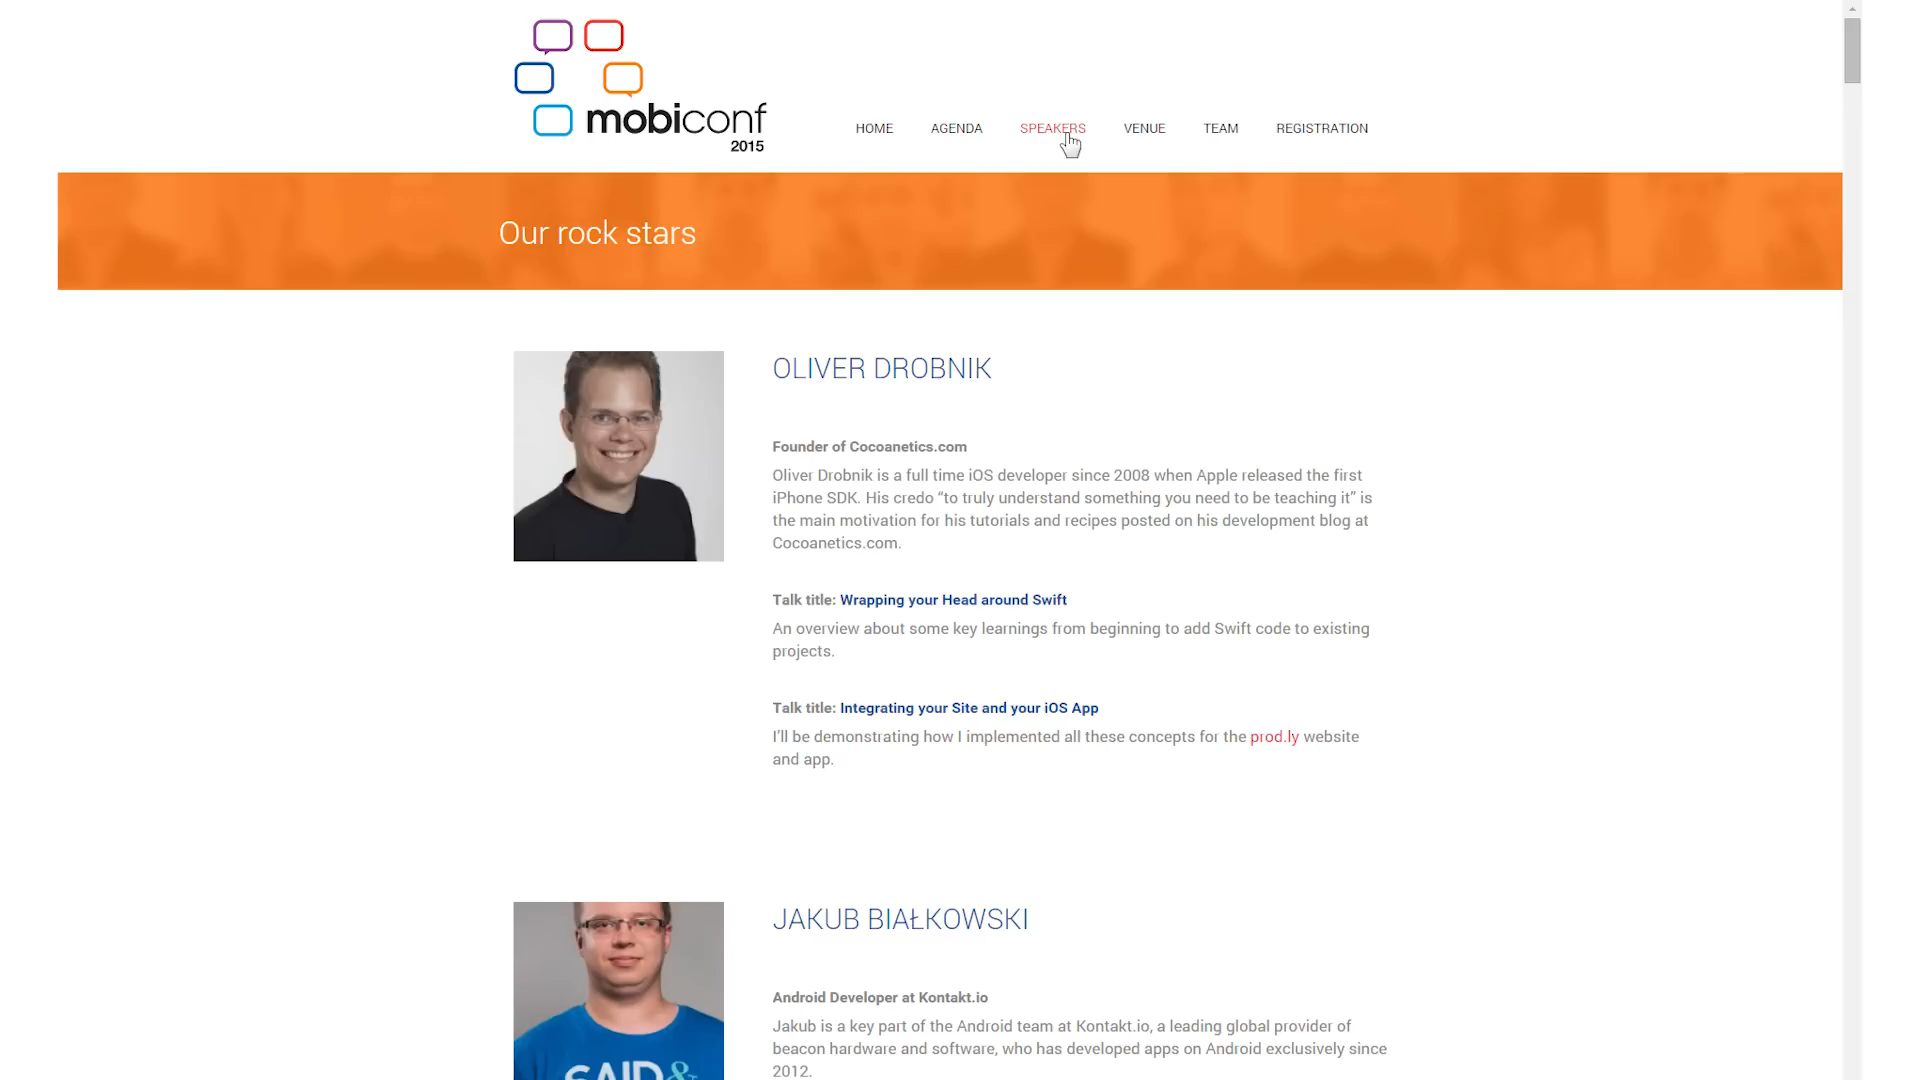 mobiconf
2015
HOME AGENDA SPEAKERS VENUE TEAM REGISTRATION
Our rock stars
OLIVER DROBNIK
Founder of Cocoanetics.com
Oliver Drobnik is a full time iOS developer since 2008 when Apple released the first
iPhone SDK. His credo “to truly understand something you need to be teaching it” is
the main motivation for his tutorials and recipes posted on his development blog at
Cocoanetics.com.
Talk title: Wrapping your Head around Swift
An overview about some key learnings from beginning to add Swift code to existing
projects.
Talk title: Integrating your Site and your iOS App
I’ll be demonstrating how I implemented all these concepts for the prod.ly website
and app.
JAKUB BIAŁKOWSKI
Android Developer at Kontakt.io
Jakub is a key part of the Android team at Kontakt.io, a leading global provider of
beacon hardware and software, who has developed apps on Android exclusively since
2012.
SAID&